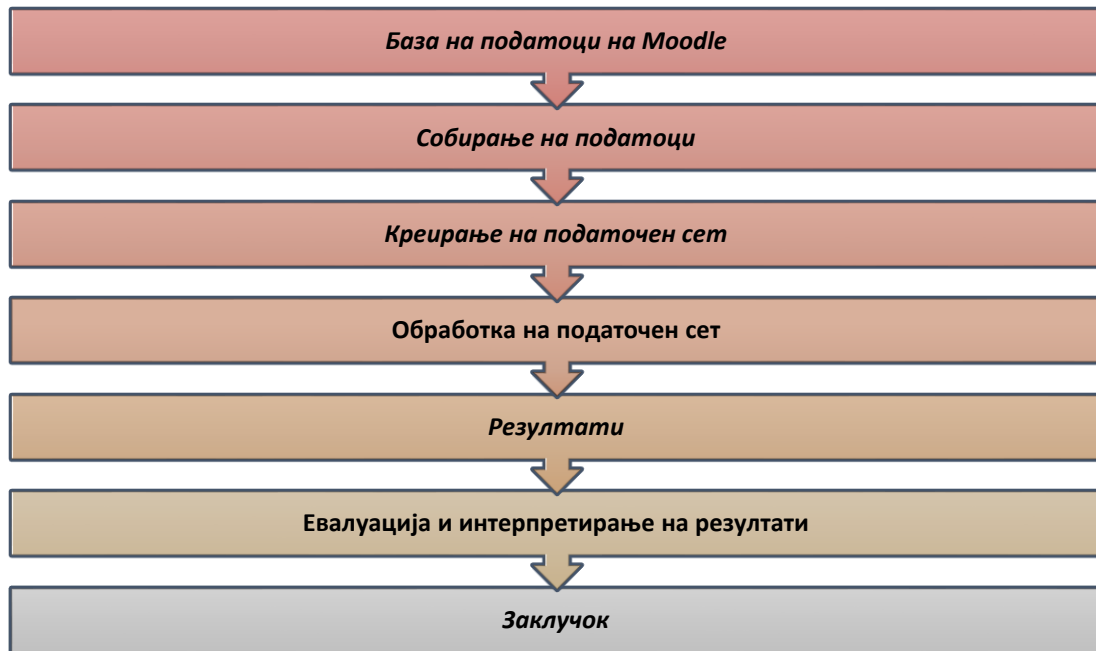 База на податоци на Moodle
Собирање на податоци
Креирање на податочен сет
Обработка на податочен сет
Резултати
Евалуација и интерпретирање на резултати
Заклучок